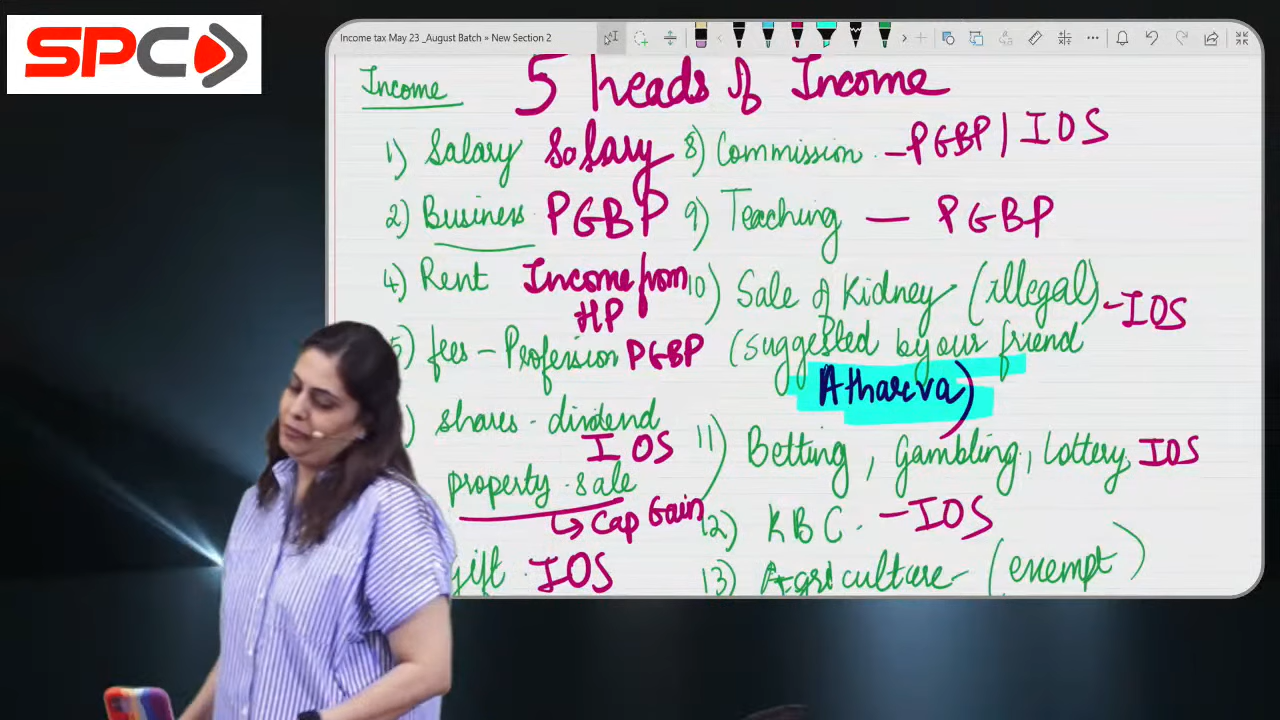 SPC
Income tax May 23 _August Batch » New Section 2
Income
5 heads of Income
1) Salary Salary
2) Business PGBP
4) Rent Income from
HP
5) fees - Profession PGBP
) shares - dividend
IOS
property sale
↳ Cap Gain
gift IOS
8) Commission - PGBP | IOS
9) Teaching — PGBP
10) Sale of Kidney (illegal) - IOS
(suggested by our friend
Atharva)
11) Betting, Gambling, Lottery IOS
12) KBC - IOS
13) Agriculture - (exempt)